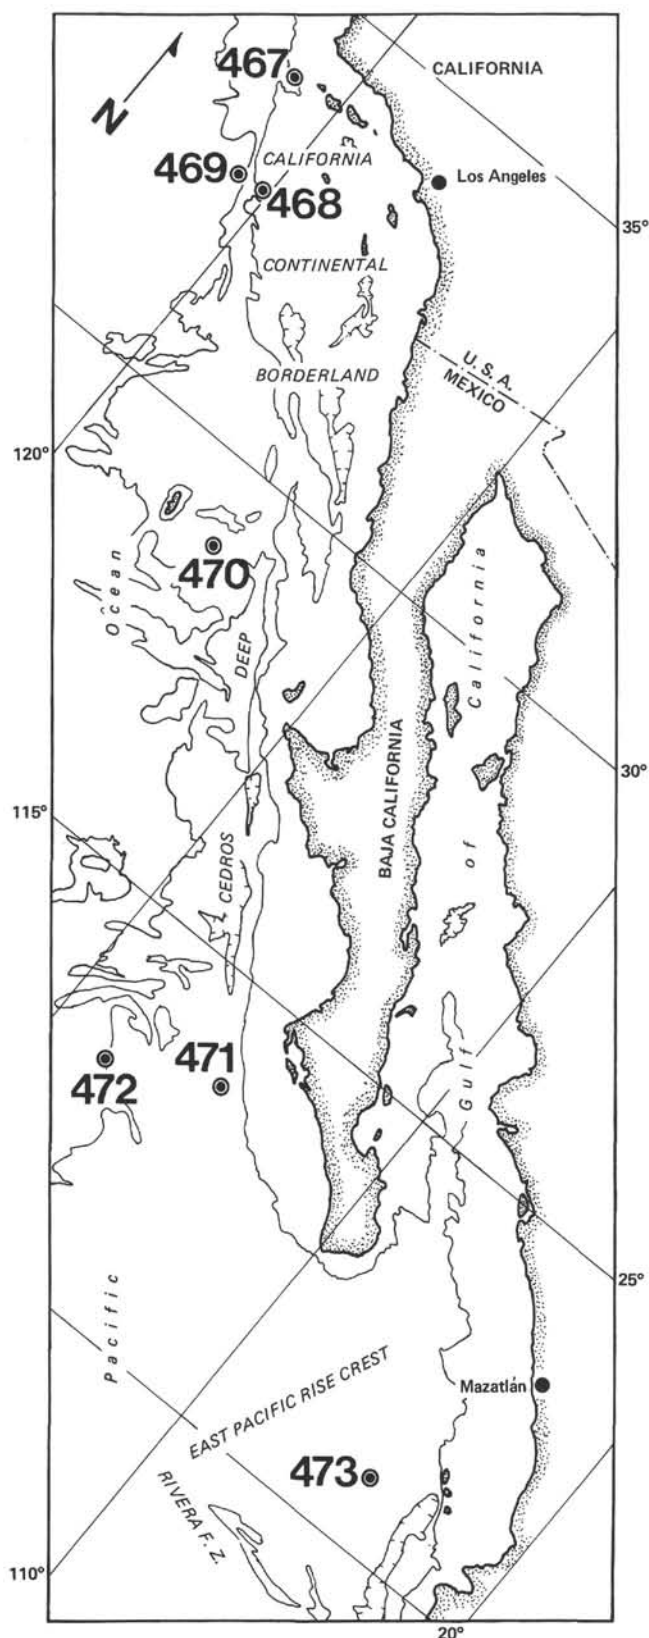 467
CALIFORNIA
N
469
CALIFORNIA
468
Los Angeles
35°
CONTINENTAL
U. S. A.
MEXICO
BORDERLAND
120°
470
Ocean
California
DEEP
30°
115°
BAJA CALIFORNIA
of
CEDROS
472
471
Gulf
25°
Pacific
Mazatlán
EAST PACIFIC RISE CREST
473
RIVERA F. Z.
110°
20°